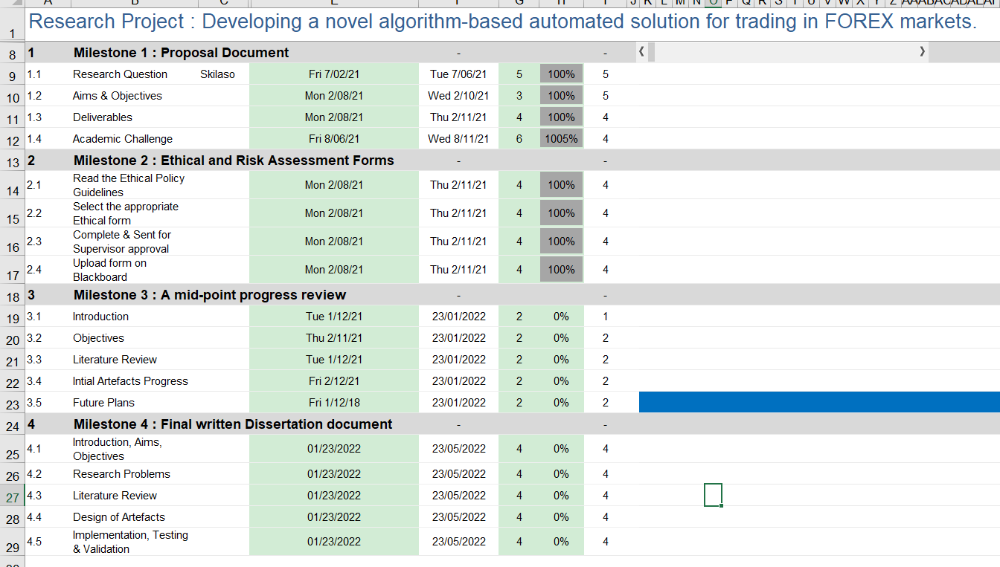 A B C E F G H I J K L M N O P Q R S T U V W X Y Z
1 Research Project : Developing a novel algorithm-based automated solution for trading in FOREX markets.
8 1 Milestone 1 : Proposal Document - -
9 1.1 Research Question Skilaso Fri 7/02/21 Tue 7/06/21 5 100% 5
10 1.2 Aims & Objectives Mon 2/08/21 Wed 2/10/21 3 100% 5
11 1.3 Deliverables Mon 2/08/21 Thu 2/11/21 4 100% 4
12 1.4 Academic Challenge Fri 8/06/21 Wed 8/11/21 6 1005% 4
13 2 Milestone 2 : Ethical and Risk Assessment Forms - -
Read the Ethical Policy
14 2.1 Guidelines Mon 2/08/21 Thu 2/11/21 4 100% 4
Select the appropriate
15 2.2 Ethical form Mon 2/08/21 Thu 2/11/21 4 100% 4
Complete & Sent for
16 2.3 Supervisor approval Mon 2/08/21 Thu 2/11/21 4 100% 4
Upload form on
17 2.4 Blackboard Mon 2/08/21 Thu 2/11/21 4 100% 4
18 3 Milestone 3 : A mid-point progress review - -
19 3.1 Introduction Tue 1/12/21 23/01/2022 2 0% 1
20 3.2 Objectives Thu 2/11/21 23/01/2022 2 0% 2
21 3.3 Literature Review Tue 1/12/21 23/01/2022 2 0% 2
22 3.4 Intial Artefacts Progress Fri 2/12/21 23/01/2022 2 0% 2
23 3.5 Future Plans Fri 1/12/18 23/01/2022 2 0% 2
24 4 Milestone 4 : Final written Dissertation document - -
Introduction, Aims,
25 4.1 Objectives 01/23/2022 23/05/2022 4 0% 4
26 4.2 Research Problems 01/23/2022 23/05/2022 4 0% 4
27 4.3 Literature Review 01/23/2022 23/05/2022 4 0% 4
28 4.4 Design of Artefacts 01/23/2022 23/05/2022 4 0% 4
Implementation, Testing
29 4.5 & Validation 01/23/2022 23/05/2022 4 0% 4